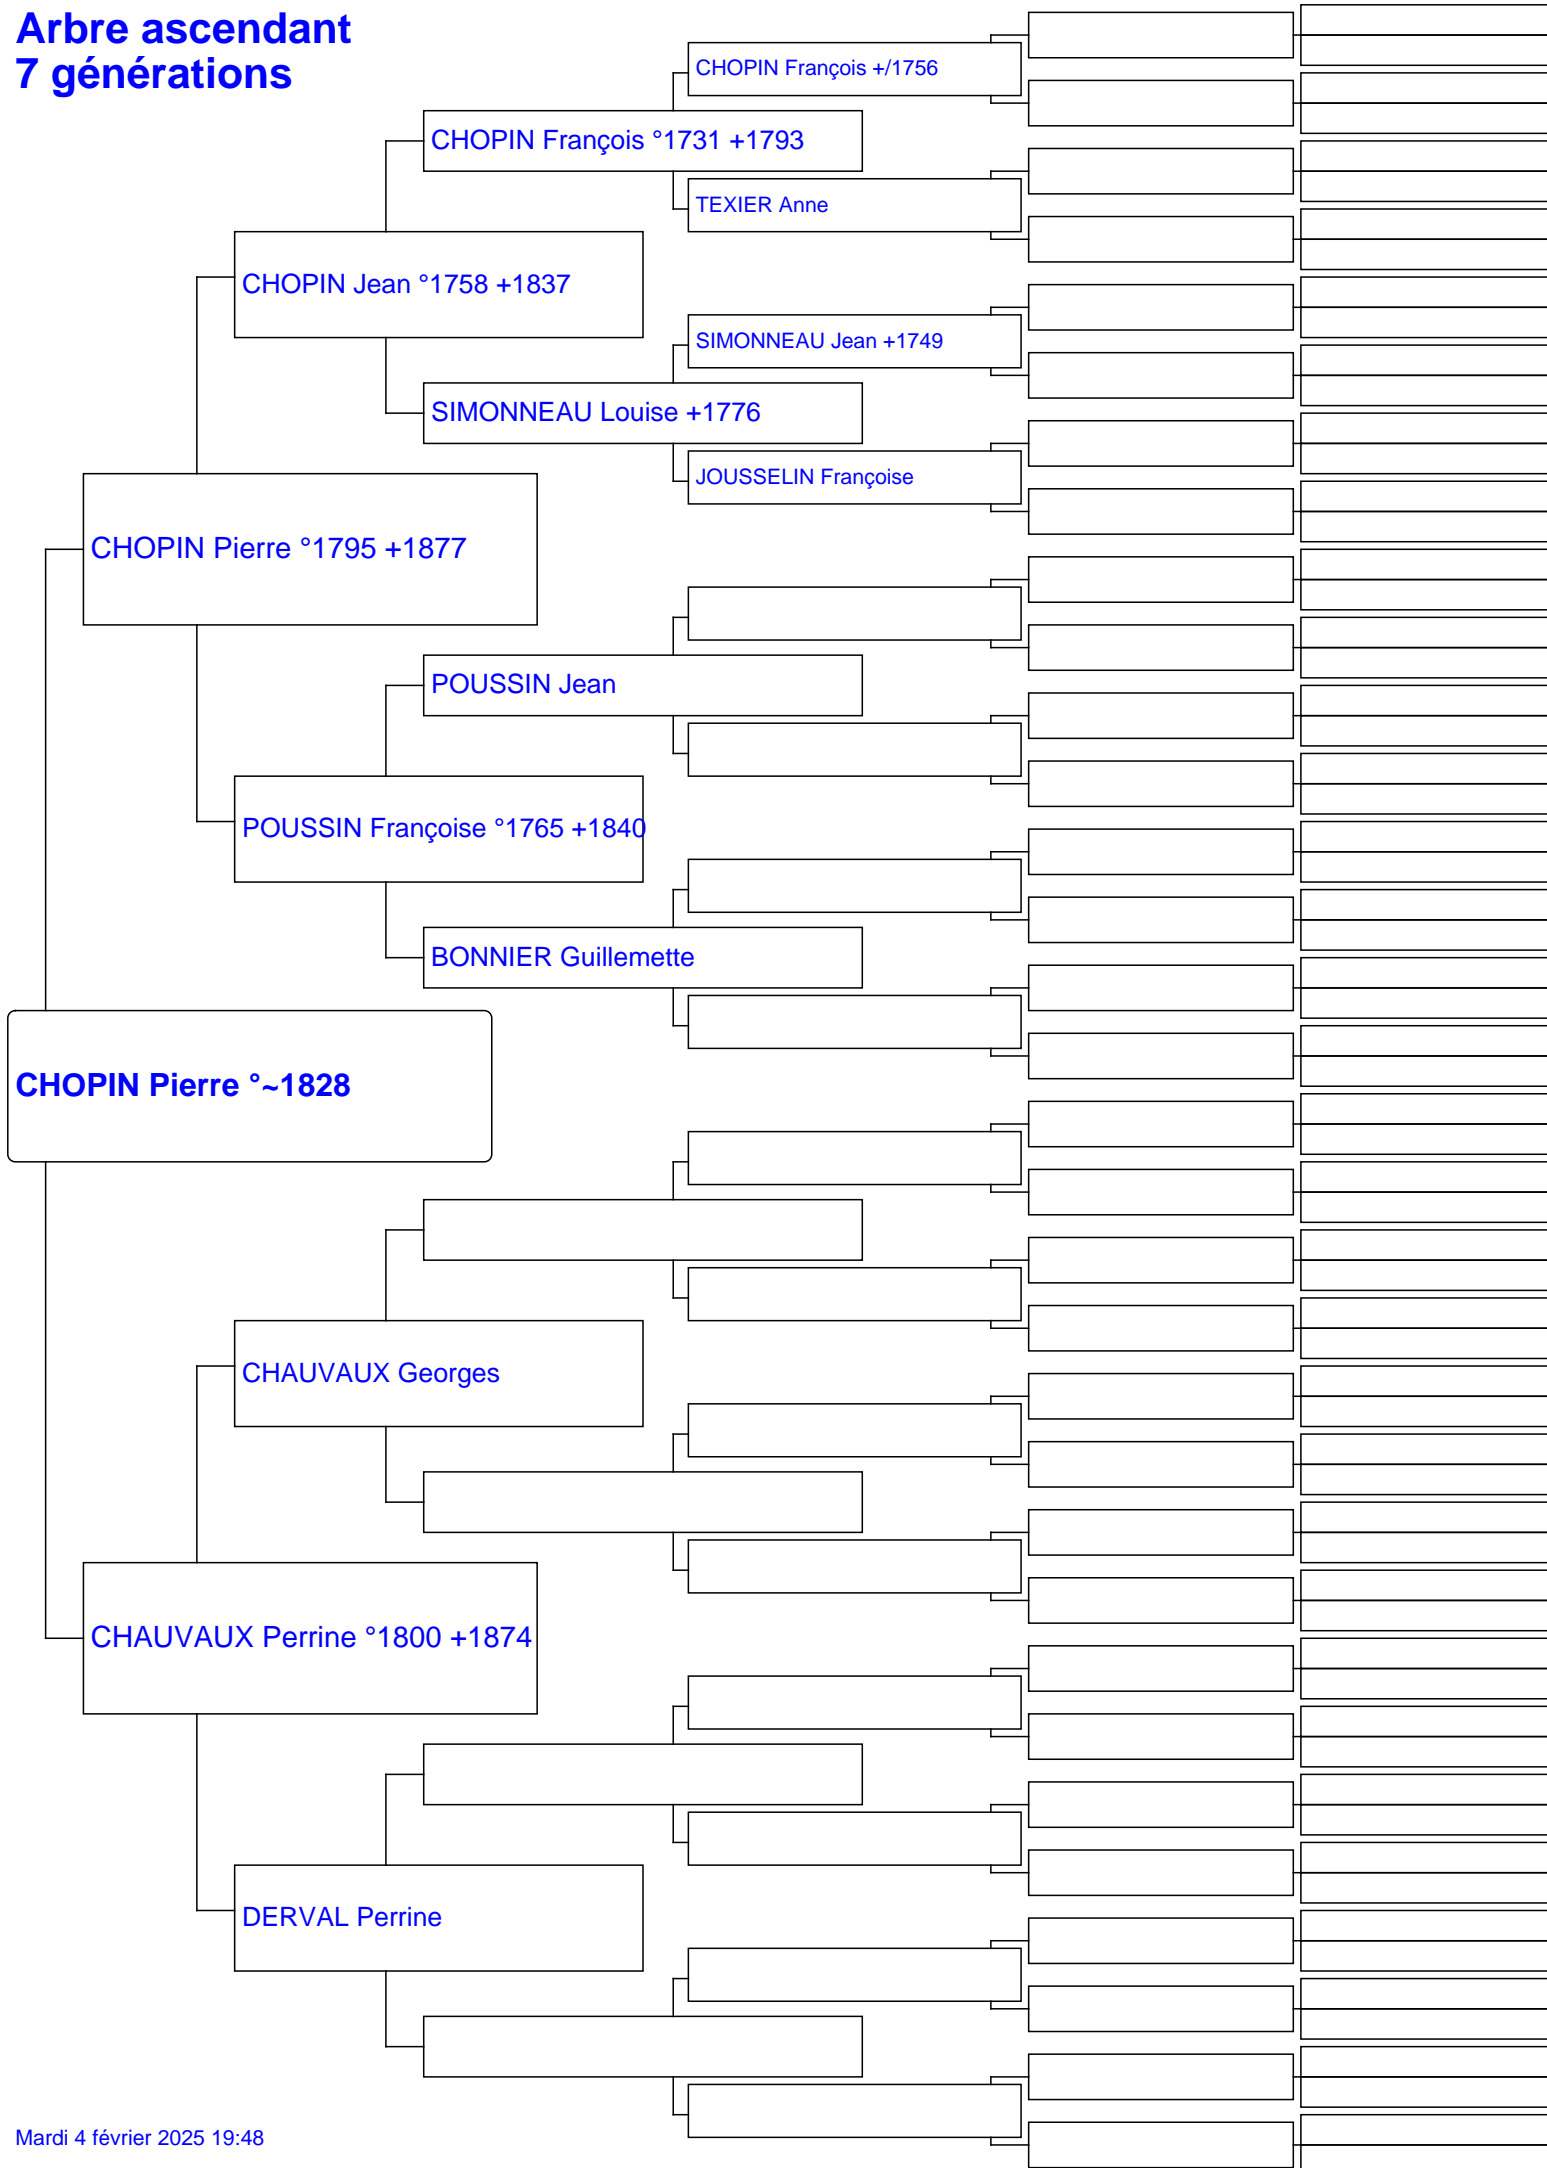 Arbre ascendant
7 générations
CHOPIN François +/1756
CHOPIN François °1731 +1793
TEXIER Anne
CHOPIN Jean °1758 +1837
SIMONNEAU Jean +1749
SIMONNEAU Louise +1776
JOUSSELIN Françoise
CHOPIN Pierre °1795 +1877
POUSSIN Jean
POUSSIN Françoise °1765 +1840
BONNIER Guillemette
CHOPIN Pierre °~1828
CHAUVAUX Georges
CHAUVAUX Perrine °1800 +1874
DERVAL Perrine
Mardi 4 février 2025 19:48